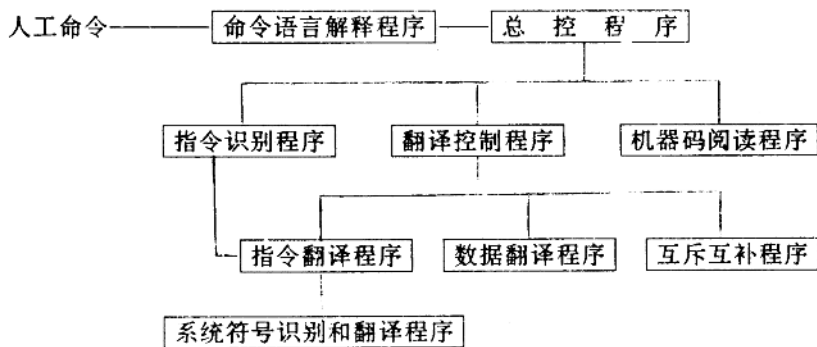 人工命令 命令语言解释程序 总控程序
指令识别程序 翻译控制程序 机器码阅读程序
指令翻译程序 数据翻译程序 互斥互补程序
系统符号识别和翻译程序